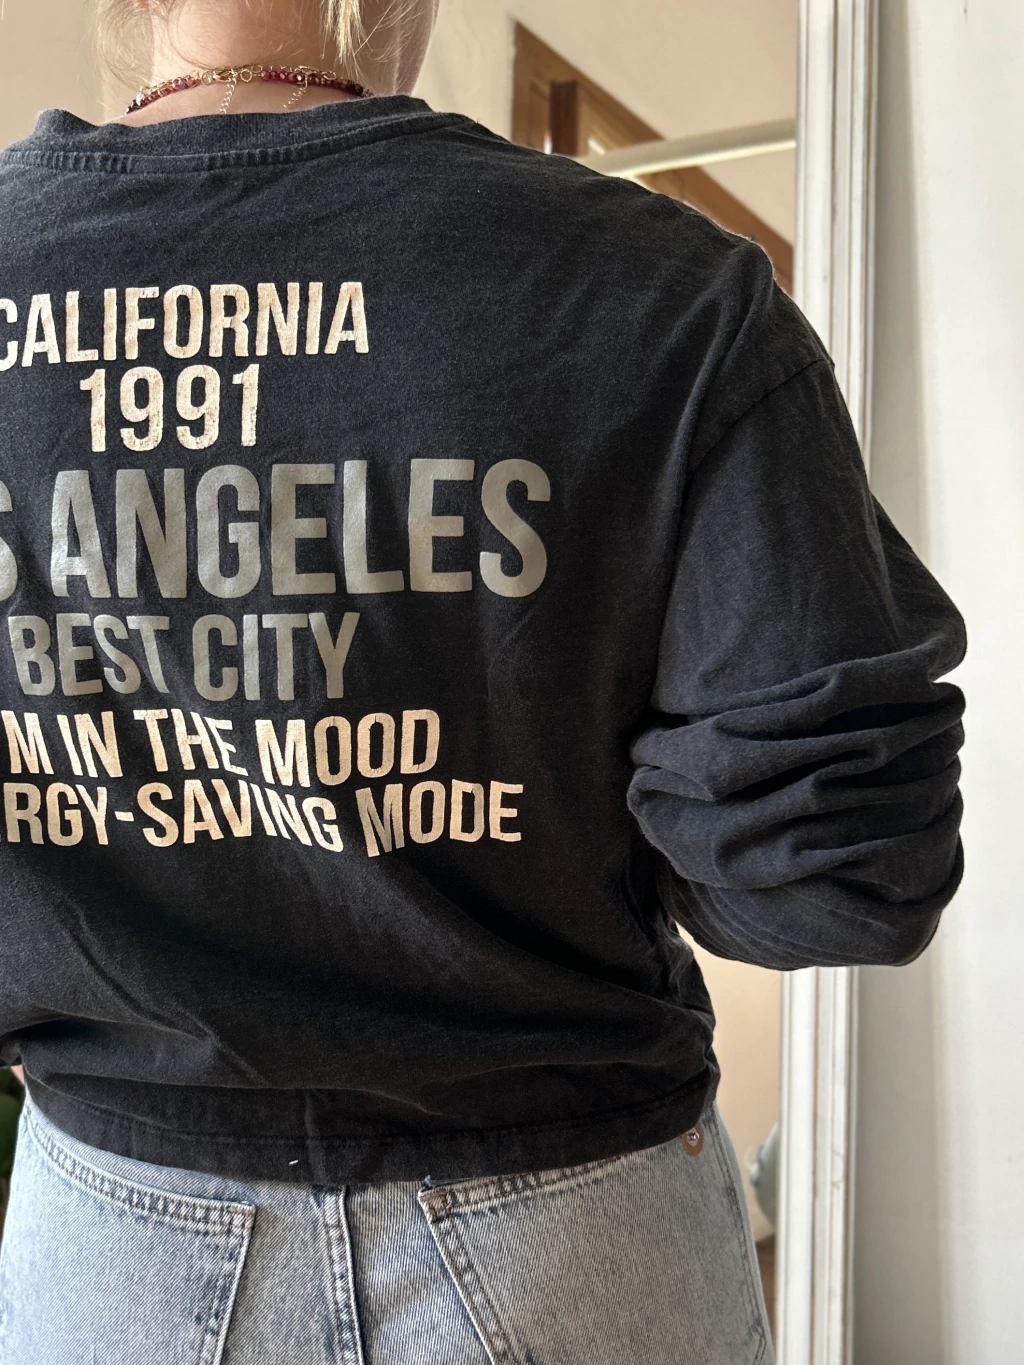 CALIFORNIA
1991
S ANGELES
BEST CITY
M IN THE MOOD
RGY-SAVING MODE